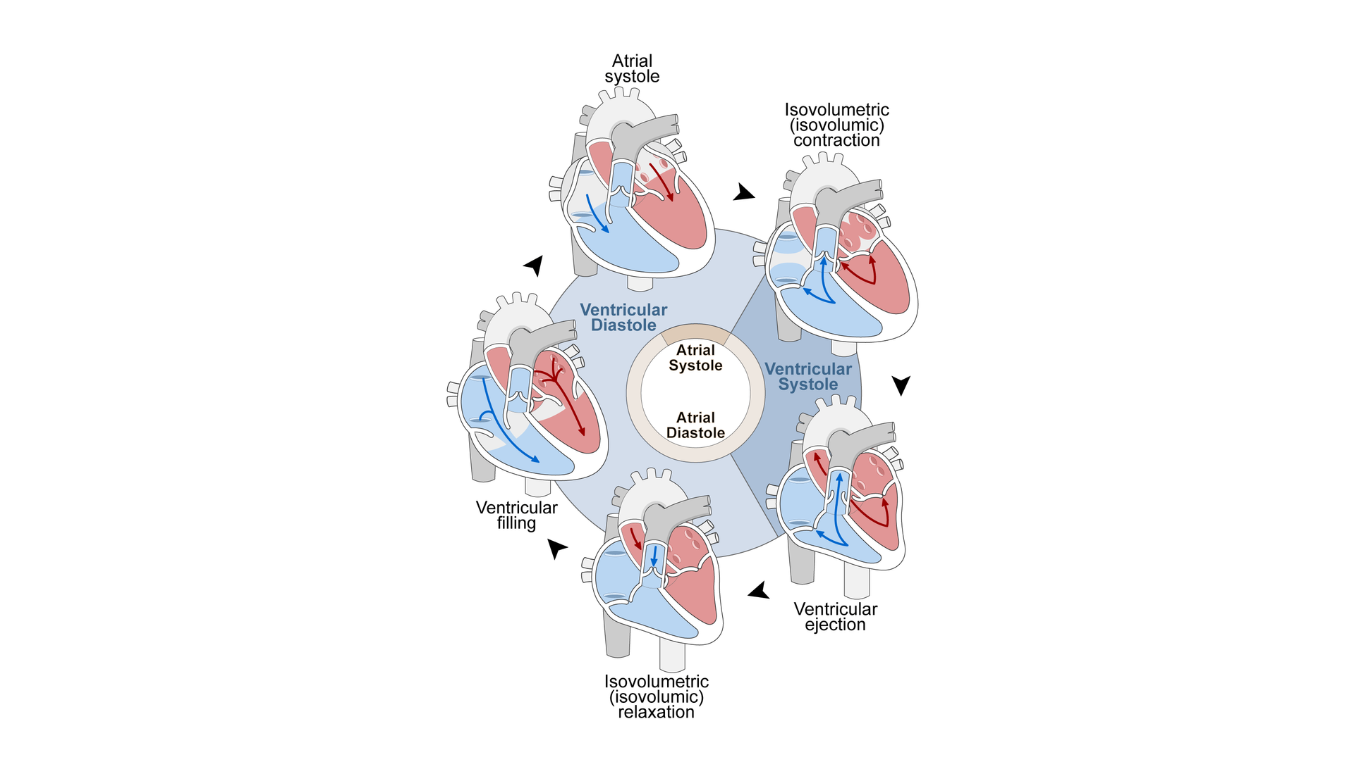 Atrial
systole
Isovolumetric
(isovolumic)
contraction
Ventricular
Diastole
Atrial
Systole
Ventricular
Systole
Atrial
Diastole
Ventricular
filling
Ventricular
ejection
Isovolumetric
(isovolumic)
relaxation